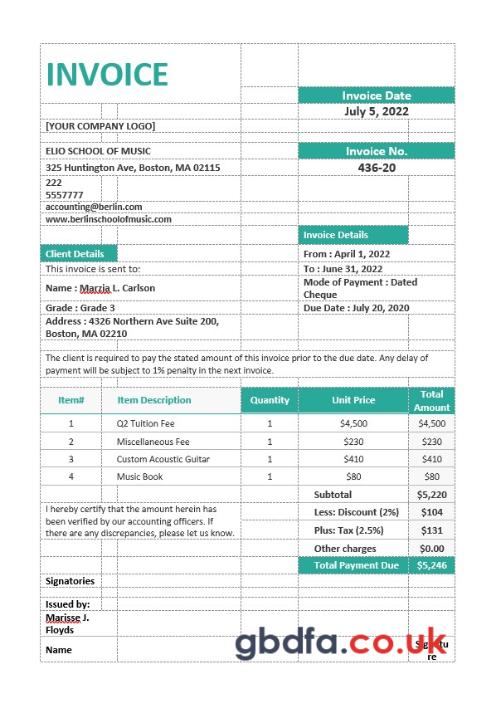 INVOICE
Invoice Date
July 5, 2022
[YOUR COMPANY LOGO]
ELIO SCHOOL OF MUSIC
Invoice No.
325 Huntington Ave, Boston, MA 02115
436-20
222
5557777
accounting@berlin.com
www.berlinschoolofmusic.com
Invoice Details
Client Details
From : April 1, 2022
This invoice is sent to:
To : June 31, 2022
Name : Marzia L. Carlson
Mode of Payment : Dated
Cheque
Grade : Grade 3
Due Date : July 20, 2020
Address : 4326 Northern Ave Suite 200,
Boston, MA 02210
The client is required to pay the stated amount of this invoice prior to the due date. Any delay of
payment will be subject to 1% penalty in the next invoice.
Item# Item Description Quantity Unit Price Total Amount
1 Q2 Tuition Fee 1 $4,500 $4,500
2 Miscellaneous Fee 1 $230 $230
3 Custom Acoustic Guitar 1 $410 $410
4 Music Book 1 $80 $80
Subtotal $5,220
I hereby certify that the amount herein has
been verified by our accounting officers. If
there are any discrepancies, please let us know.
Less: Discount (2%) $104
Plus: Tax (2.5%) $131
Other charges $0.00
Total Payment Due $5,246
Signatories
Issued by:
Marisse J.
Floyds
Name
Signatu
re
gbdfa.co.uk